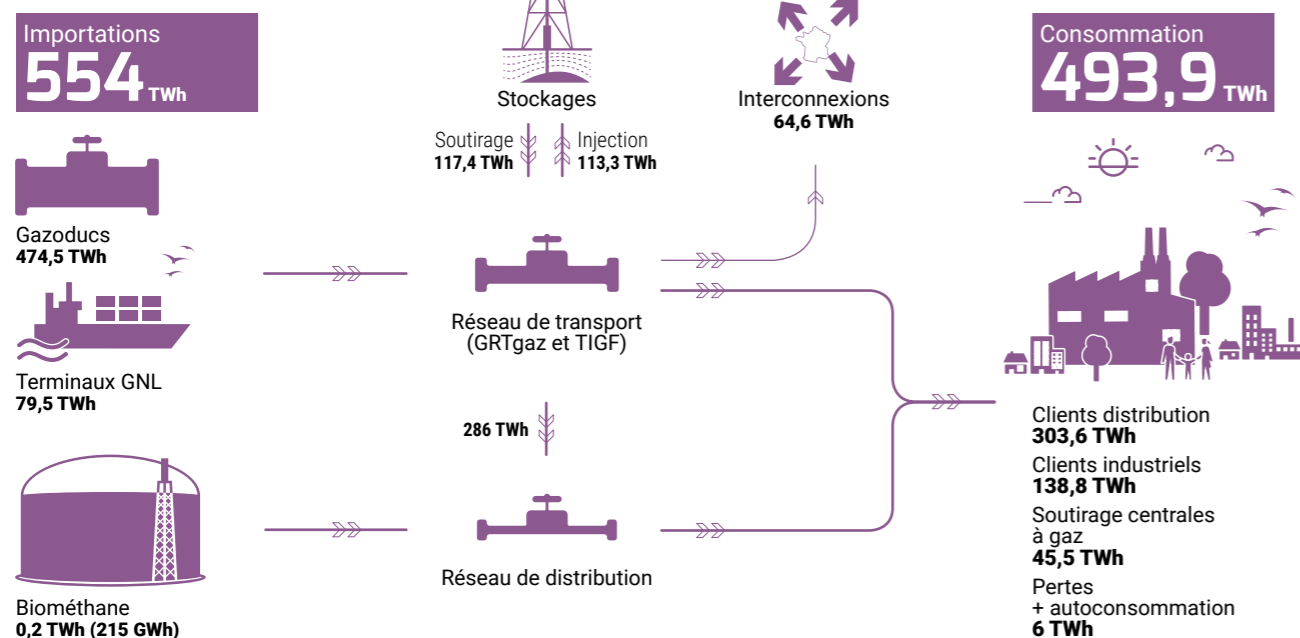 Importations
554 TWh
Gazoducs
474,5 TWh
Terminaux GNL
79,5 TWh
Biométhane
0,2 TWh (215 GWh)
Stockages
Soutirage
117,4 TWh
Injection
113,3 TWh
Interconnexions
64,6 TWh
Réseau de transport
(GRTgaz et TIGF)
286 TWh
Réseau de distribution
Consommation
493,9 TWh
Clients distribution
303,6 TWh
Clients industriels
138,8 TWh
Soutirage centrales
à gaz
45,5 TWh
Pertes
+ autoconsommation
6 TWh